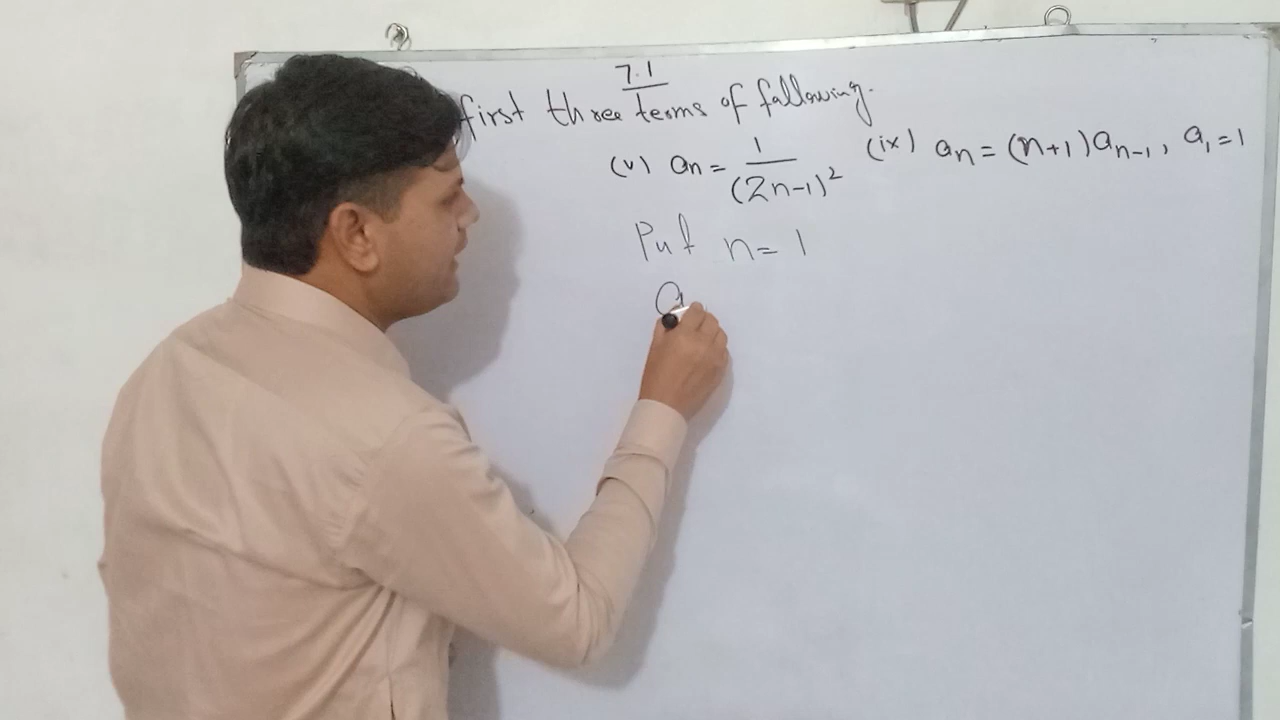 7.1
first three terms of following.
(v) an = 1/(2n-1)² (ix) an = (n+1)an-1, a1 = 1
Put n = 1
a